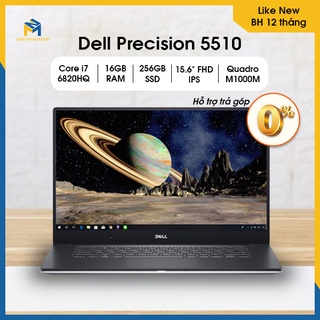 Like New
BH 12 tháng
Dell Precision 5510
Core i7
6820HQ
16GB
RAM
256GB
SSD
15.6" FHD
IPS
Quadro
M1000M
Hỗ trợ trả góp
0%
DELL